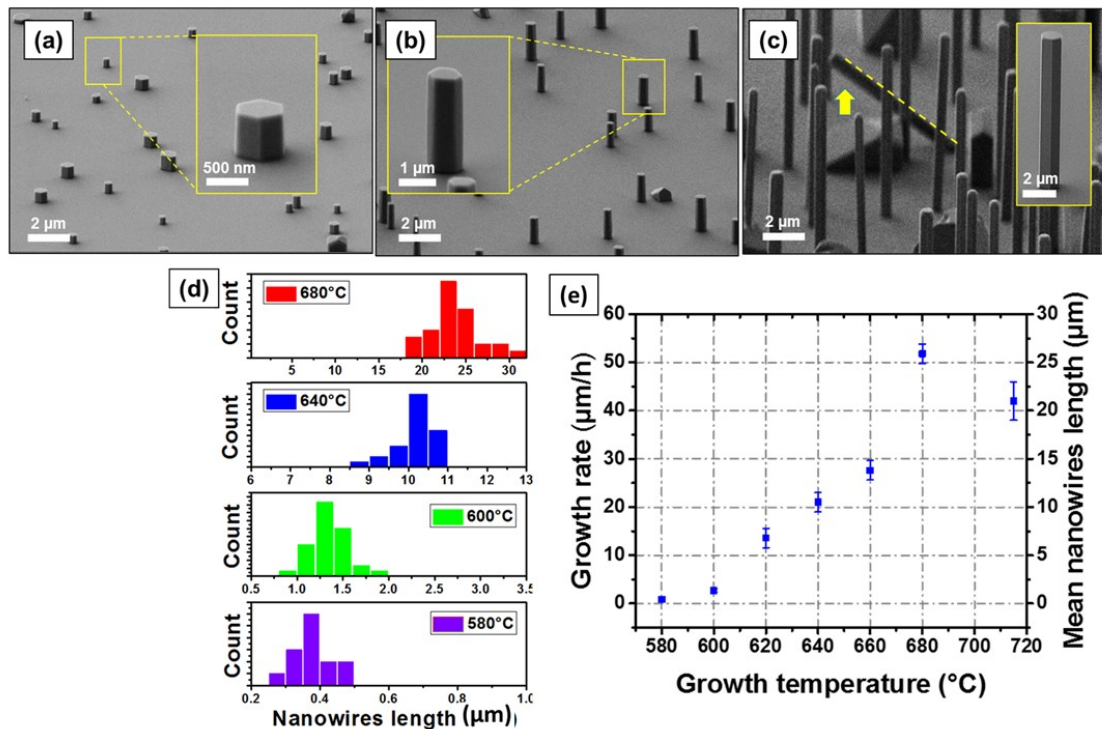 (a)
500 nm
2 µm
(b)
1 µm
2 µm
(c)
2 µm
2 µm
(d)
Count
680°C
5 10 15 20 25 30
Count
640°C
6 7 8 9 10 11 12 13
Count
600°C
0.5 1.0 1.5 2.0 2.5 3.0 3.5
Count
580°C
0.2 0.4 0.6 0.8 1.0
Nanowires length (µm)
(e)
Growth rate (µm/h)
60
50
40
30
20
10
0
Mean nanowires length (µm)
30
25
20
15
10
5
0
580 600 620 640 660 680 700 720
Growth temperature (°C)